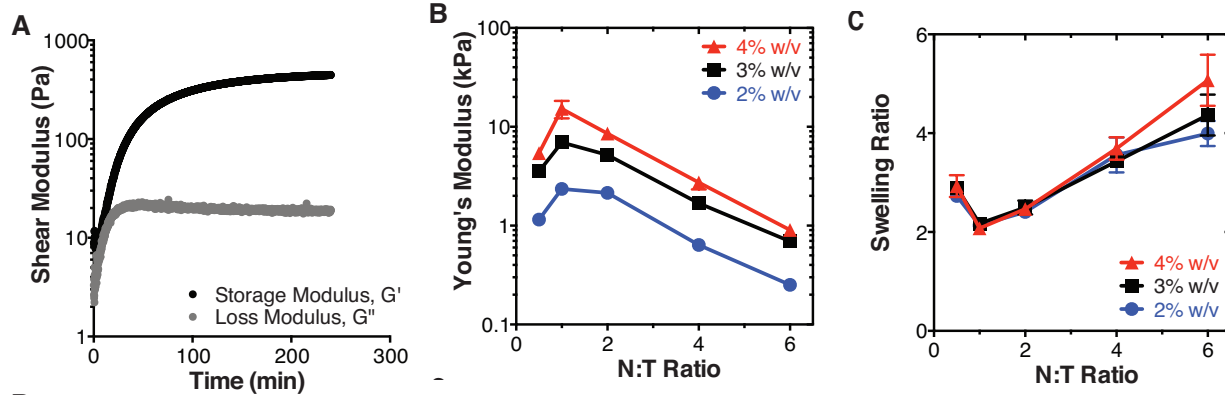 A
Shear Modulus (Pa)
1000
100
10
1
Storage Modulus, G'
Loss Modulus, G"
0
100
200
300
Time (min)
B
Young's Modulus (kPa)
100
10
1
0.1
4% w/v
3% w/v
2% w/v
0
2
4
6
N:T Ratio
C
Swelling Ratio
6
4
2
0
4% w/v
3% w/v
2% w/v
0
2
4
6
N:T Ratio